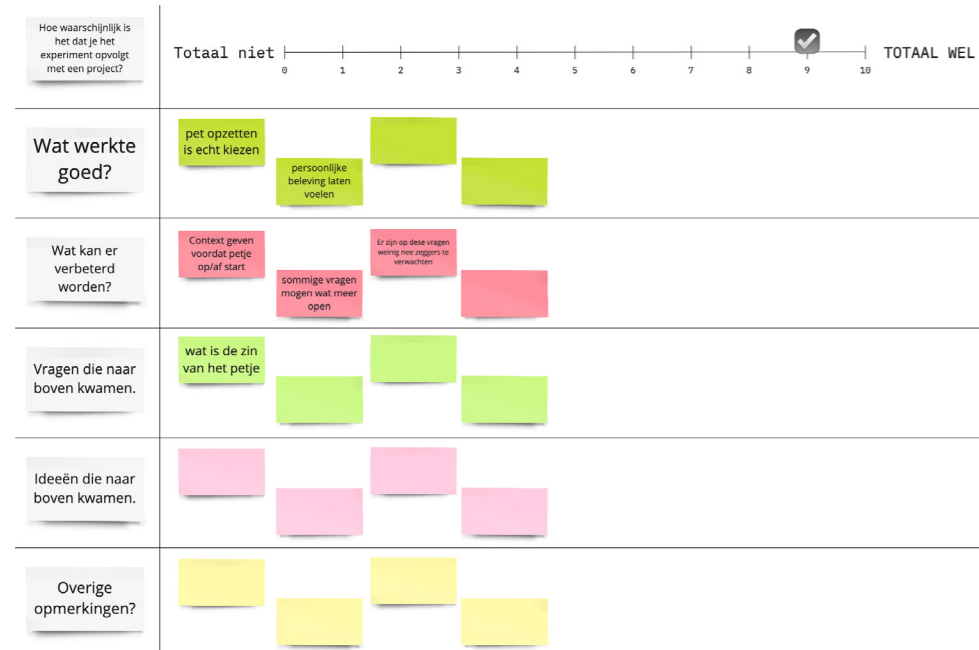 Hoe waarschijnlijk is
het dat je het
experiment opvolgt
met een project?
Totaal niet
0 1 2 3 4 5 6 7 8 9 10
TOTAAL WEL
Wat werkte
goed?
pet opzetten
is echt kiezen
persoonlijke
beleving laten
voelen
Wat kan er
verbeterd
worden?
Context geven
voordat petje
op/af start
sommige vragen
mogen wat meer
open
Er zijn op dese vragen
weinig nee zeggers te
verwachten
Vragen die naar
boven kwamen.
wat is de zin
van het petje
Ideeën die naar
boven kwamen.
Overige
opmerkingen?